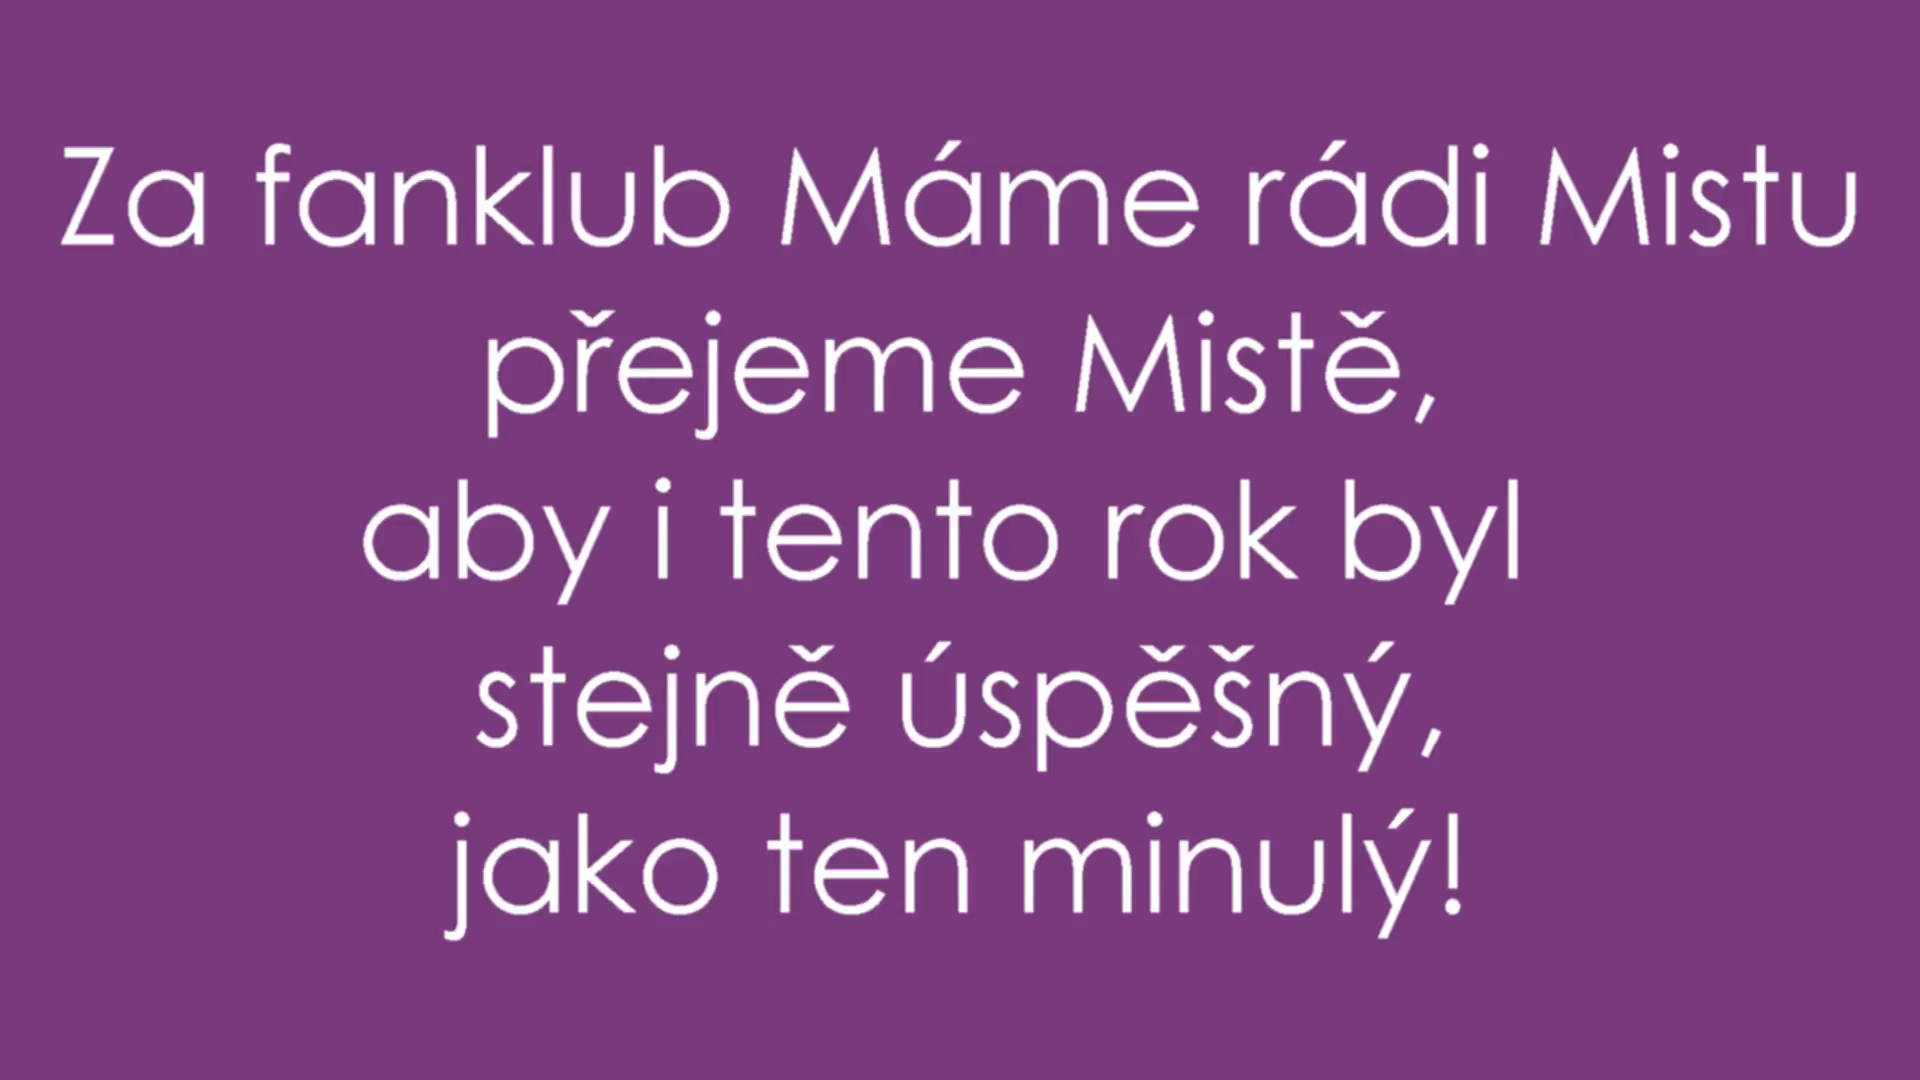 Za fanklub Máme rádi Mistu
přejeme Mistě,
aby i tento rok byl
stejně úspěšný,
jako ten minulý!